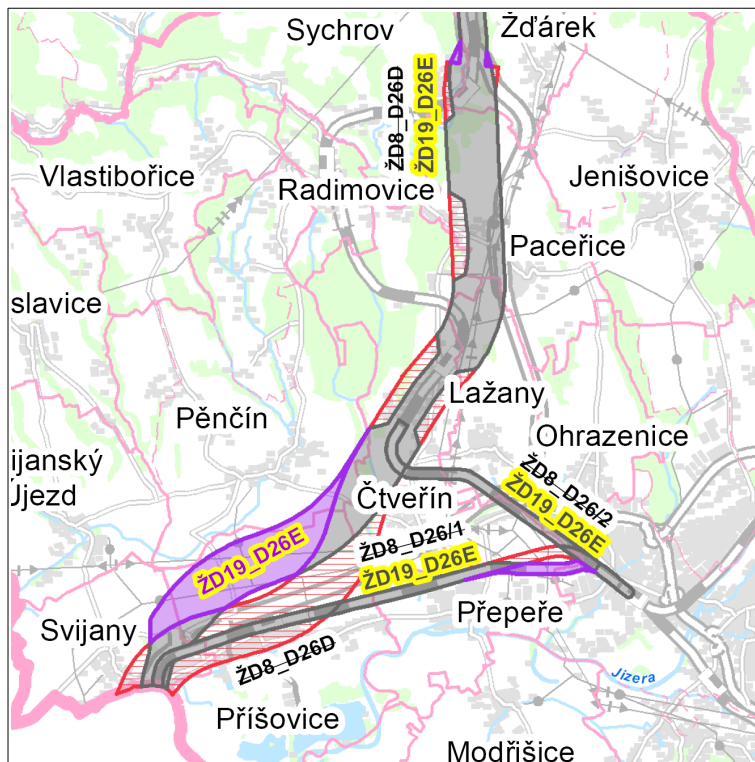 Sychrov
Žďárek
ŽD8_D26D
ŽD19_D26E
Vlastibořice
Radimovice
Jenišovice
Paceřice
slavice
Lažany
Pěnčín
Ohrazenice
ijanský
Újezd
Čtveřín
ŽD8_D26/2
ŽD19_D26E
ŽD8_D26/1
ŽD19_D26E
ŽD19_D26E
Přepeře
Svijany
ŽD8_D26D
Jizera
Příšovice
Modřišice